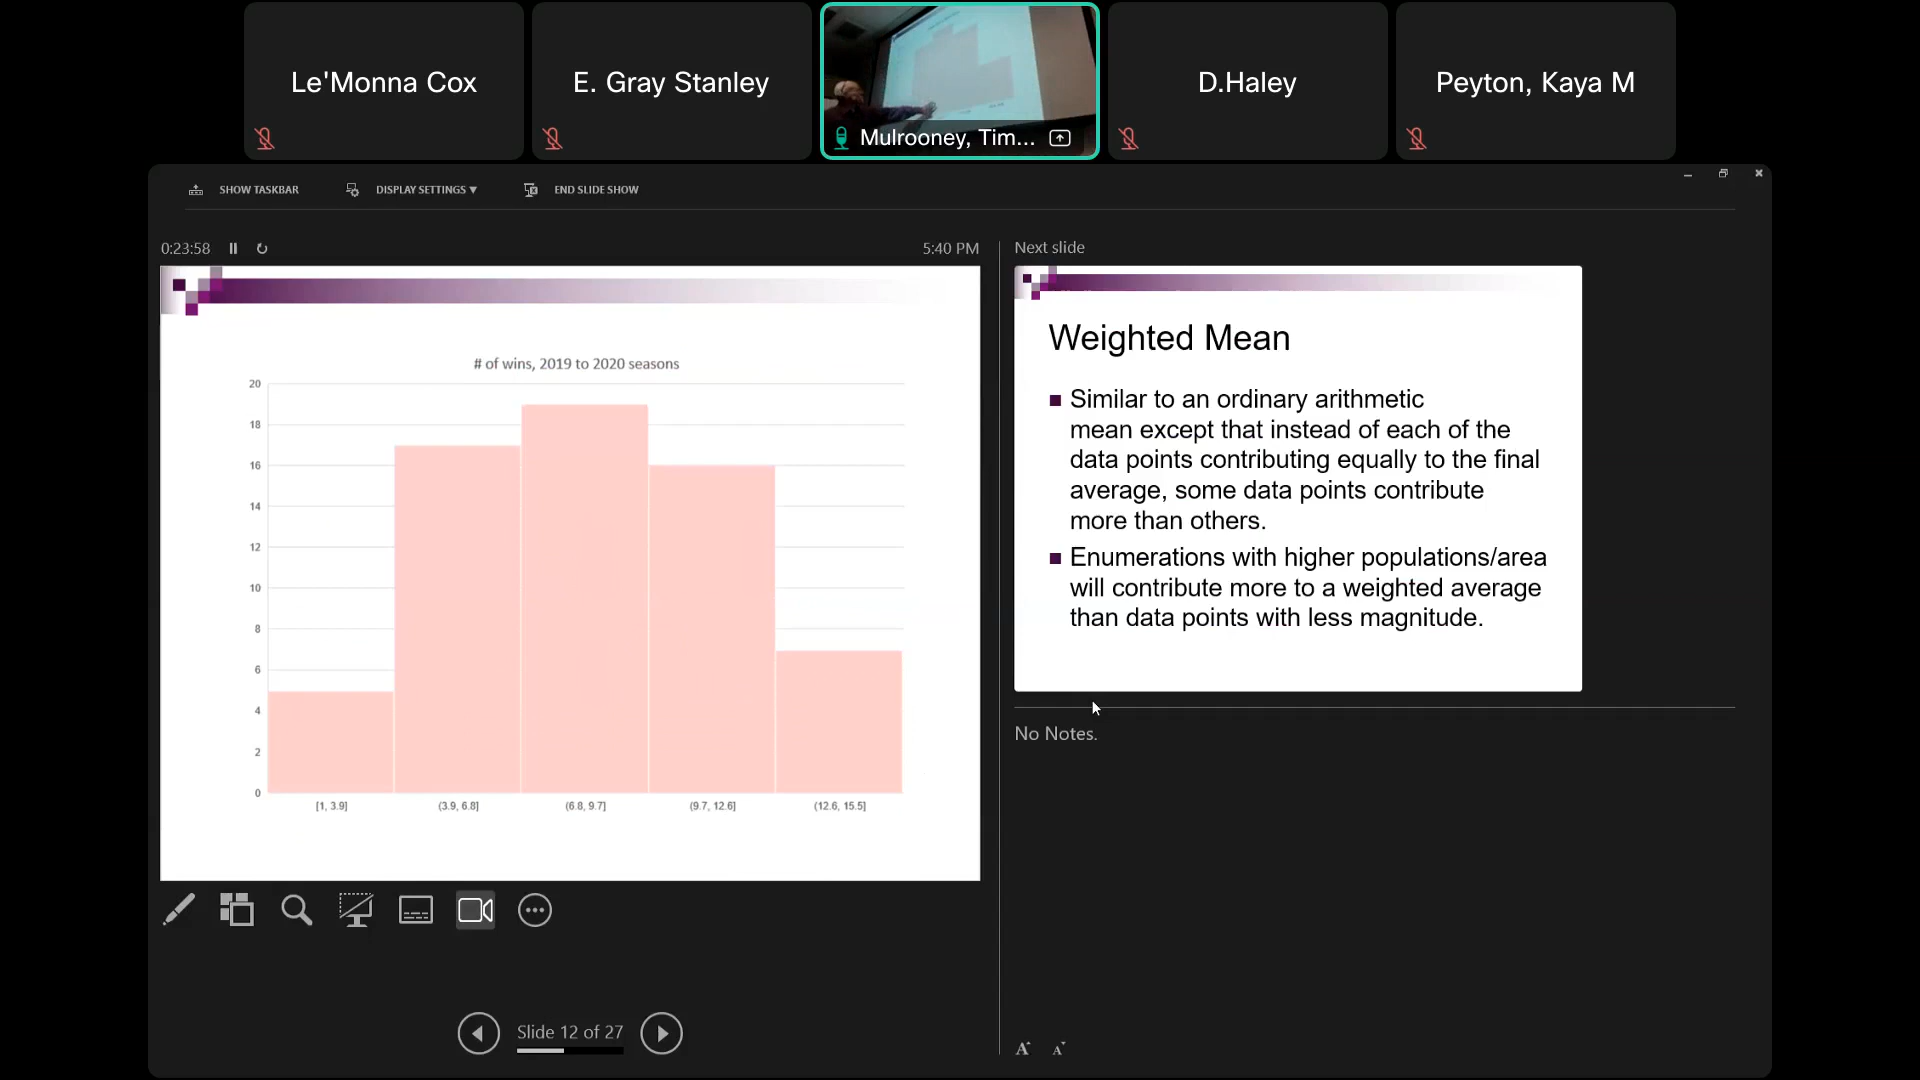 Le'Monna Cox
E. Gray Stanley
Mulrooney, Tim...
D.Haley
Peyton, Kaya M
SHOW TASKBAR
DISPLAY SETTINGS ▼
END SLIDE SHOW
0:23:58
5:40 PM
# of wins, 2019 to 2020 seasons
20
18
16
14
12
10
8
6
4
2
0
[1, 3.9] (3.9, 6.8] (6.8, 9.7] (9.7, 12.6] (12.6, 15.5]
Slide 12 of 27
Next slide
Weighted Mean
Similar to an ordinary arithmetic
mean except that instead of each of the
data points contributing equally to the final
average, some data points contribute
more than others.
Enumerations with higher populations/area
will contribute more to a weighted average
than data points with less magnitude.
No Notes.
A A